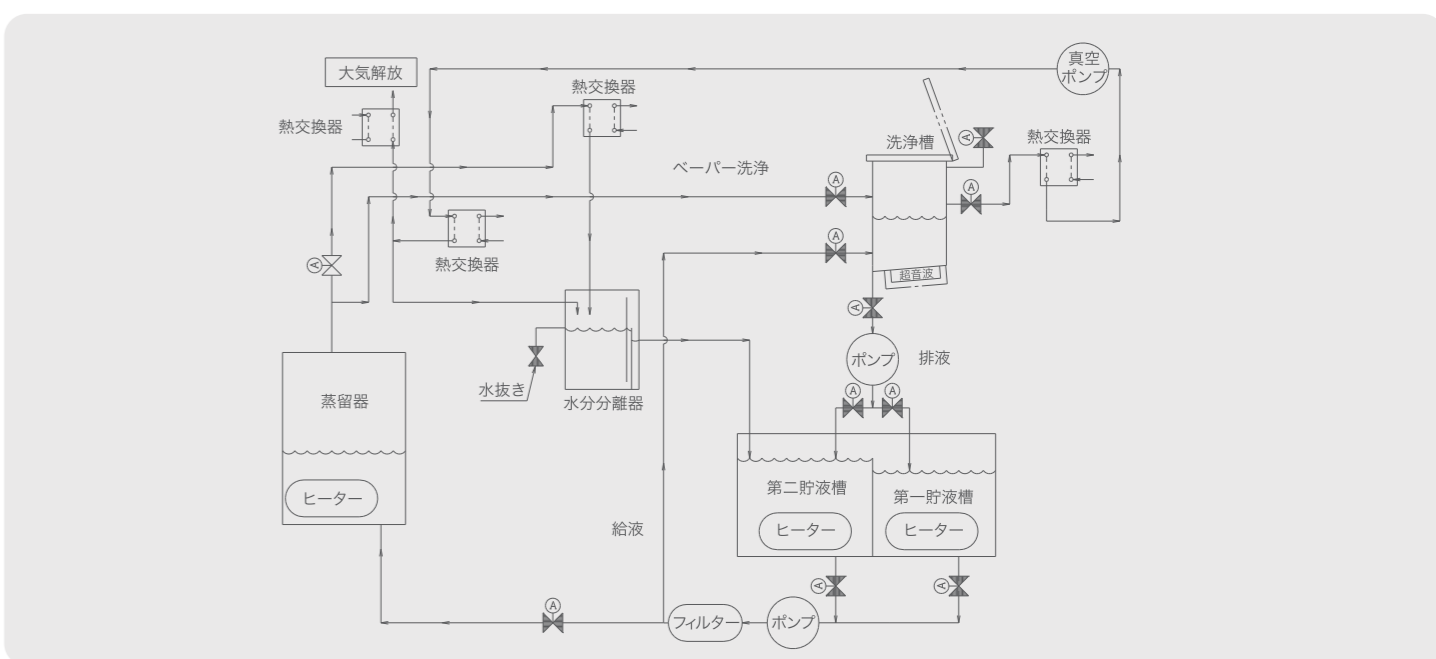 真空
ポンプ
大気解放
熱交換器
熱交換器
洗浄槽
A
熱交換器
ベーパー洗浄
A
A
A
熱交換器
A
超音波
A
ポンプ
排液
水抜き
水分分離器
A
A
蒸留器
ヒーター
第二貯液槽
第一貯液槽
ヒーター
ヒーター
給液
A
A
A
フィルター
ポンプ